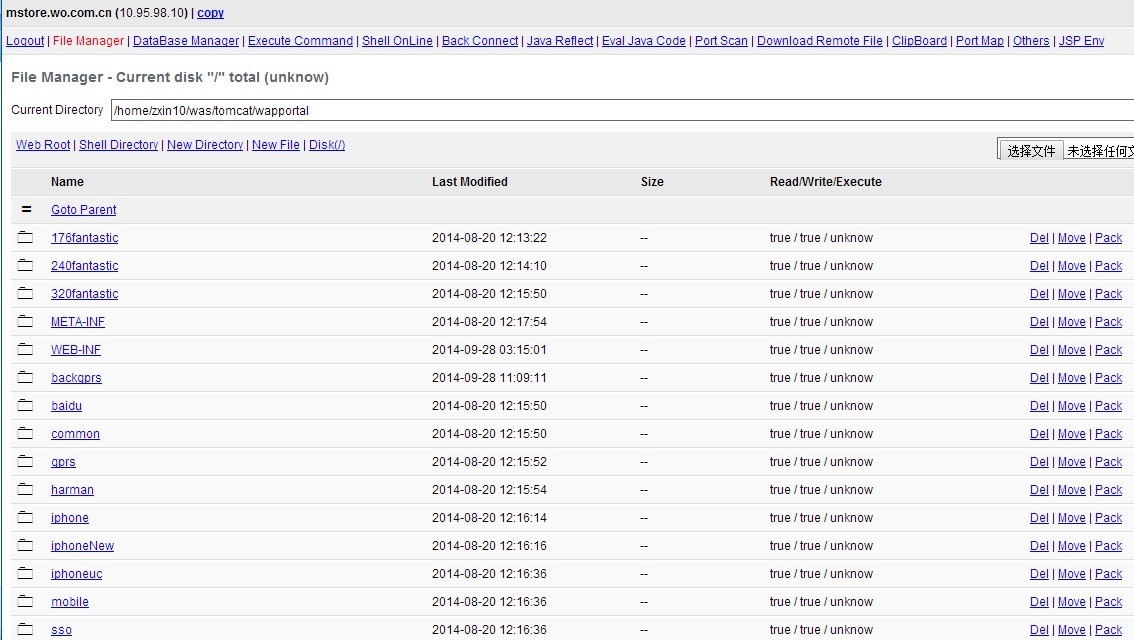 mstore.wo.com.cn (10.95.98.10) | copy
Logout | File Manager | DataBase Manager | Execute Command | Shell OnLine | Back Connect | Java Reflect | Eval Java Code | Port Scan | Download Remote File | ClipBoard | Port Map | Others | JSP Env
File Manager - Current disk "/" total (unknow)
Current Directory /home/zxin10/was/tomcat/wapportal
Web Root | Shell Directory | New Directory | New File | Disk(/) 选择文件 未选择任何文
Name Last Modified Size Read/Write/Execute
= Goto Parent
176fantastic 2014-08-20 12:13:22 -- true / true / unknow Del | Move | Pack
240fantastic 2014-08-20 12:14:10 -- true / true / unknow Del | Move | Pack
320fantastic 2014-08-20 12:15:50 -- true / true / unknow Del | Move | Pack
META-INF 2014-08-20 12:17:54 -- true / true / unknow Del | Move | Pack
WEB-INF 2014-09-28 03:15:01 -- true / true / unknow Del | Move | Pack
backgprs 2014-09-28 11:09:11 -- true / true / unknow Del | Move | Pack
baidu 2014-08-20 12:15:50 -- true / true / unknow Del | Move | Pack
common 2014-08-20 12:15:50 -- true / true / unknow Del | Move | Pack
gprs 2014-08-20 12:15:52 -- true / true / unknow Del | Move | Pack
harman 2014-08-20 12:15:54 -- true / true / unknow Del | Move | Pack
iphone 2014-08-20 12:16:14 -- true / true / unknow Del | Move | Pack
iphoneNew 2014-08-20 12:16:16 -- true / true / unknow Del | Move | Pack
iphoneuc 2014-08-20 12:16:36 -- true / true / unknow Del | Move | Pack
mobile 2014-08-20 12:16:36 -- true / true / unknow Del | Move | Pack
sso 2014-08-20 12:16:36 -- true / true / unknow Del | Move | Pack